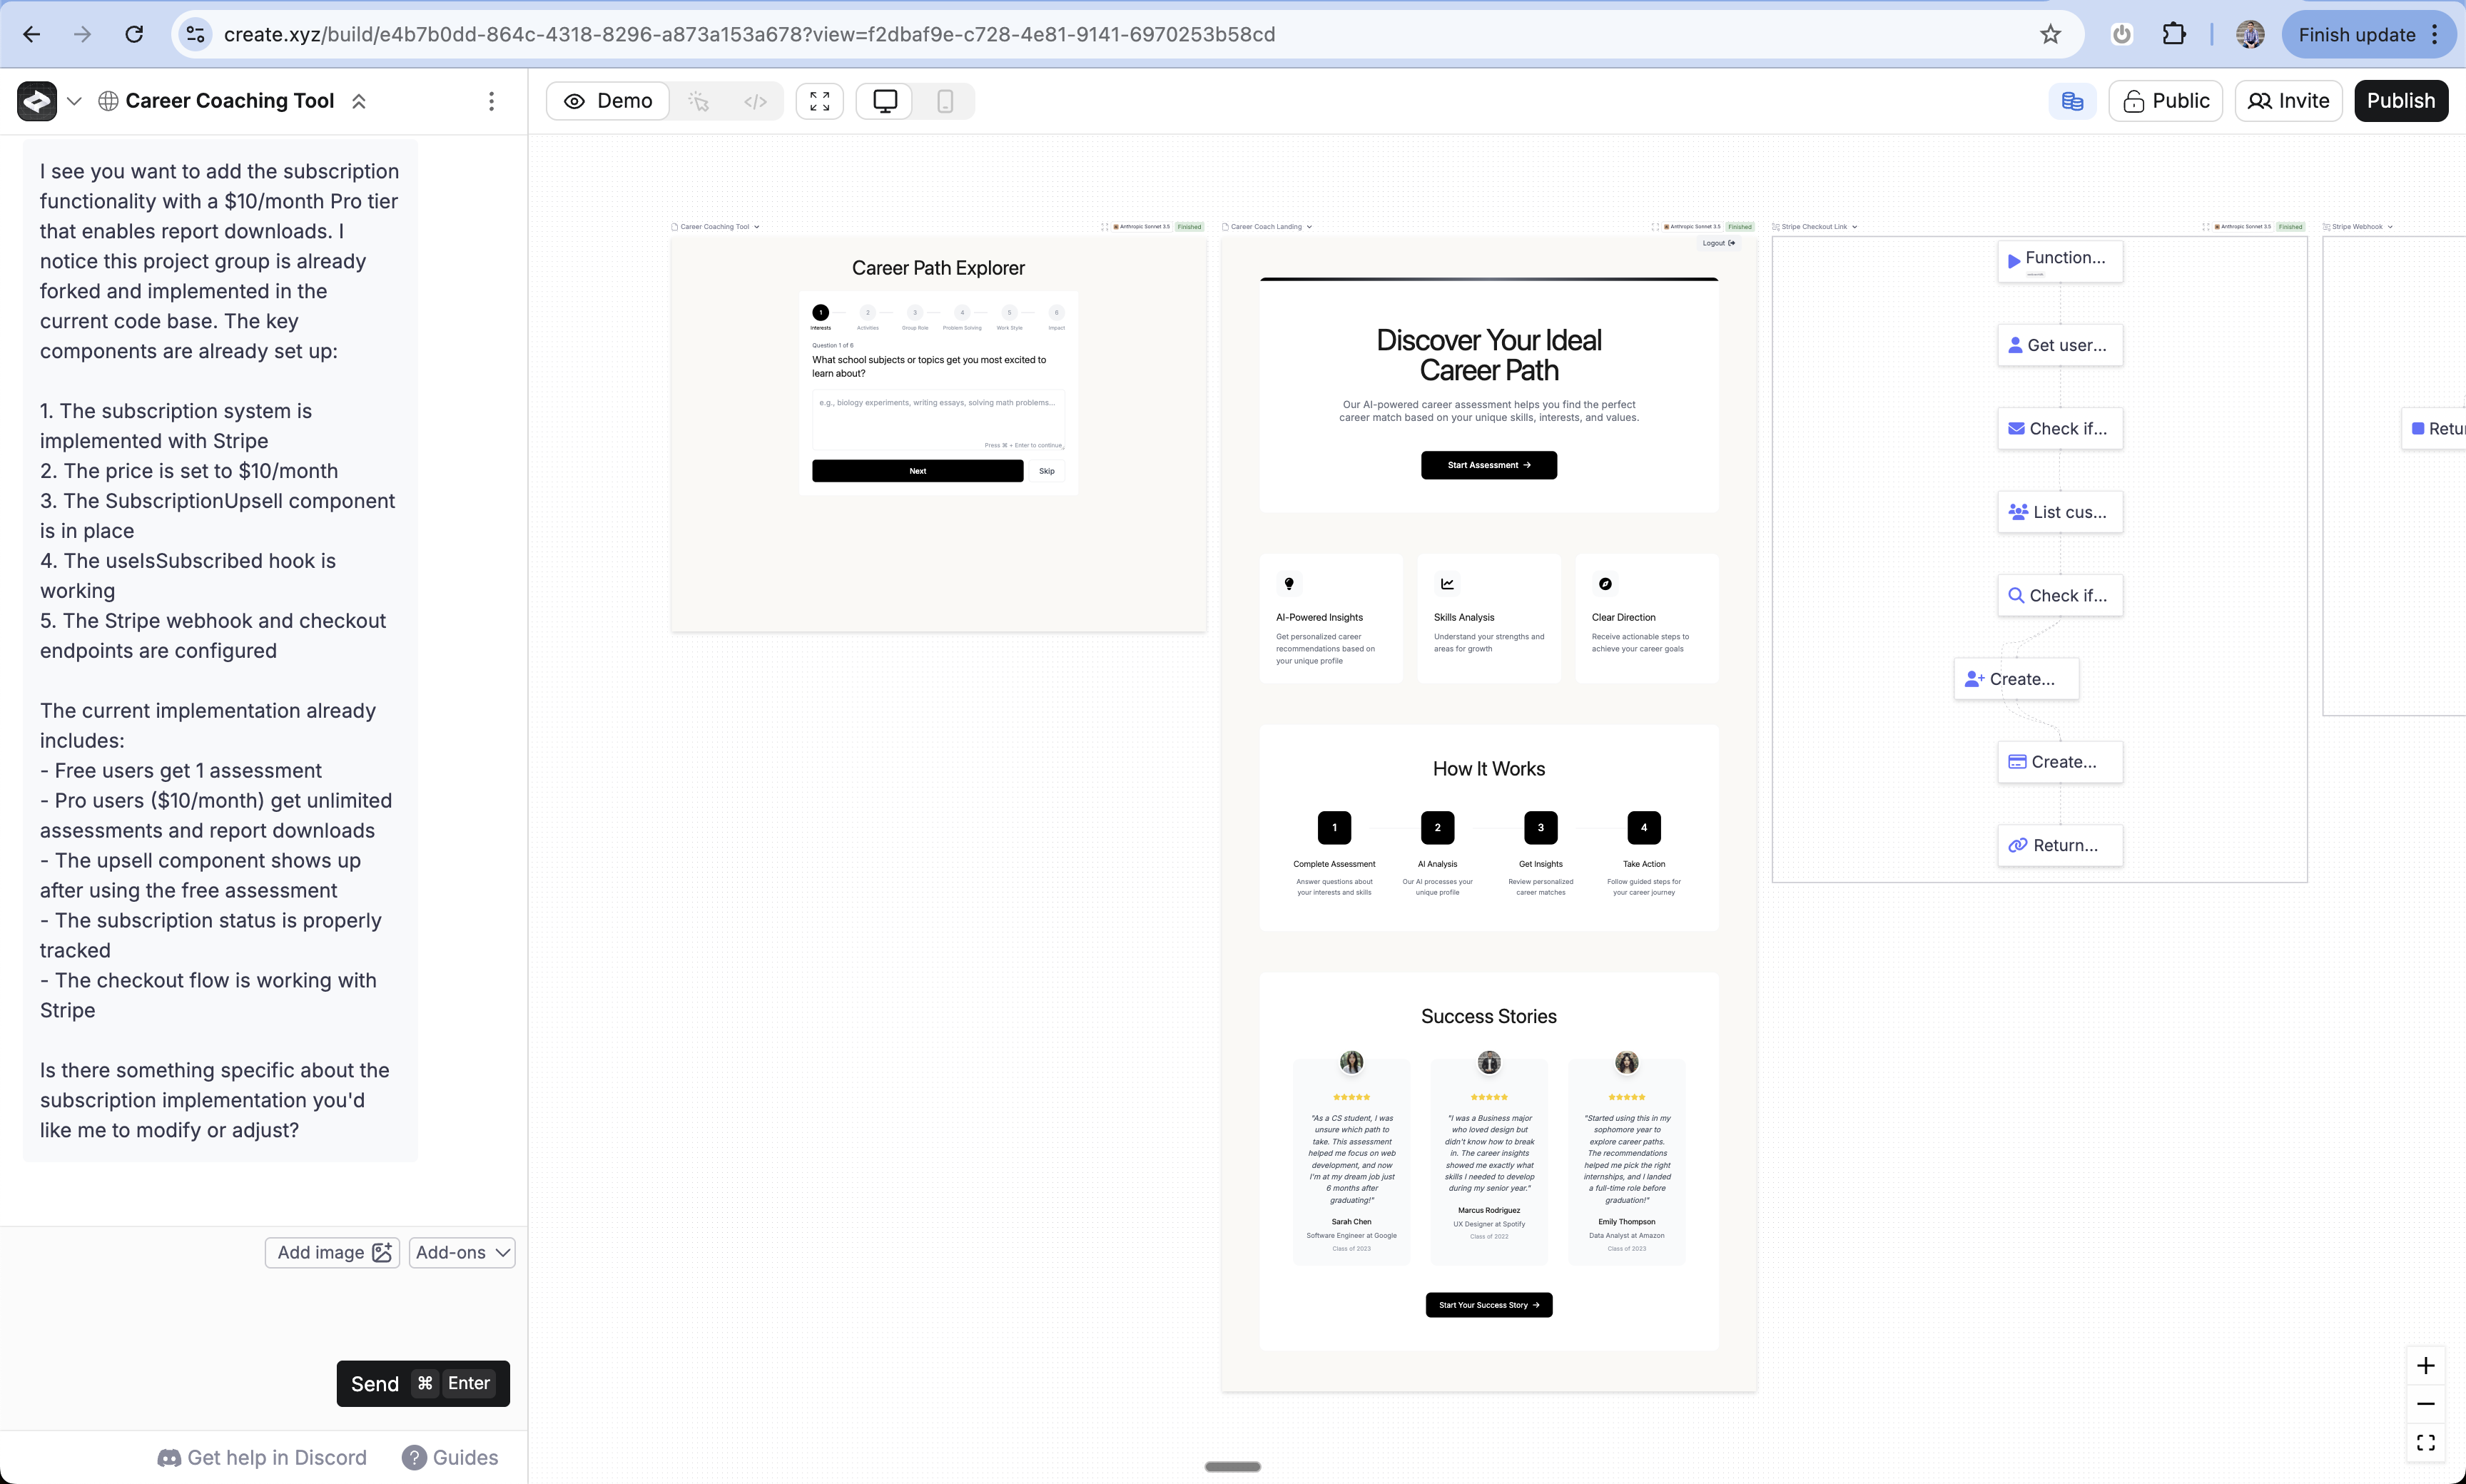 create.xyz/build/e4b7b0dd-864c-4318-8296-a873a153a678?view=f2dbaf9e-c728-4e81-9141-6970253b58cd
Finish update
Career Coaching Tool
Demo
Public
Invite
Publish
I see you want to add the subscription
functionality with a $10/month Pro tier
that enables report downloads. I
notice this project group is already
forked and implemented in the
current code base. The key
components are already set up:
1. The subscription system is
implemented with Stripe
2. The price is set to $10/month
3. The SubscriptionUpsell component
is in place
4. The useIsSubscribed hook is
working
5. The Stripe webhook and checkout
endpoints are configured
The current implementation already
includes:
- Free users get 1 assessment
- Pro users ($10/month) get unlimited
assessments and report downloads
- The upsell component shows up
after using the free assessment
- The subscription status is properly
tracked
- The checkout flow is working with
Stripe
Is there something specific about the
subscription implementation you'd
like me to modify or adjust?
Add image
Add-ons
Send ⌘ Enter
Get help in Discord
? Guides
Career Coaching Tool
Anthropic Sonnet 3.5
Finished
Career Path Explorer
1 2 3 4 5 6
Interests Activities Group Role Problem Solving Work Style Impact
Question 1 of 6
What school subjects or topics get you most excited to
learn about?
e.g., biology experiments, writing essays, solving math problems...
Press ⌘ + Enter to continue
Next
Skip
Career Coach Landing
Anthropic Sonnet 3.5
Finished
Logout
Discover Your Ideal
Career Path
Our AI-powered career assessment helps you find the perfect
career match based on your unique skills, interests, and values.
Start Assessment →
AI-Powered Insights
Get personalized career
recommendations based on
your unique profile
Skills Analysis
Understand your strengths and
areas for growth
Clear Direction
Receive actionable steps to
achieve your career goals
How It Works
1
Complete Assessment
Answer questions about
your interests and skills
2
AI Analysis
Our AI processes your
unique profile
3
Get Insights
Review personalized
career matches
4
Take Action
Follow guided steps for
your career journey
Success Stories
"As a CS student, I was
unsure which path to
take. This assessment
helped me focus on web
development, and now
I'm at my dream job just
6 months after
graduating!"
Sarah Chen
Software Engineer at Google
Class of 2023
"I was a Business major
who loved design but
didn't know how to break
in. The career insights
showed me exactly what
skills I needed to develop
during my senior year."
Marcus Rodriguez
UX Designer at Spotify
Class of 2022
"Started using this in my
sophomore year to
explore career paths.
The recommendations
helped me pick the right
internships, and I landed
a full-time role before
graduation!"
Emily Thompson
Data Analyst at Amazon
Class of 2023
Start Your Success Story →
Stripe Checkout Link
Anthropic Sonnet 3.5
Finished
Function...
Get user...
Check if...
List cus...
Check if...
Create...
Create...
Return...
Stripe Webhook
Retur